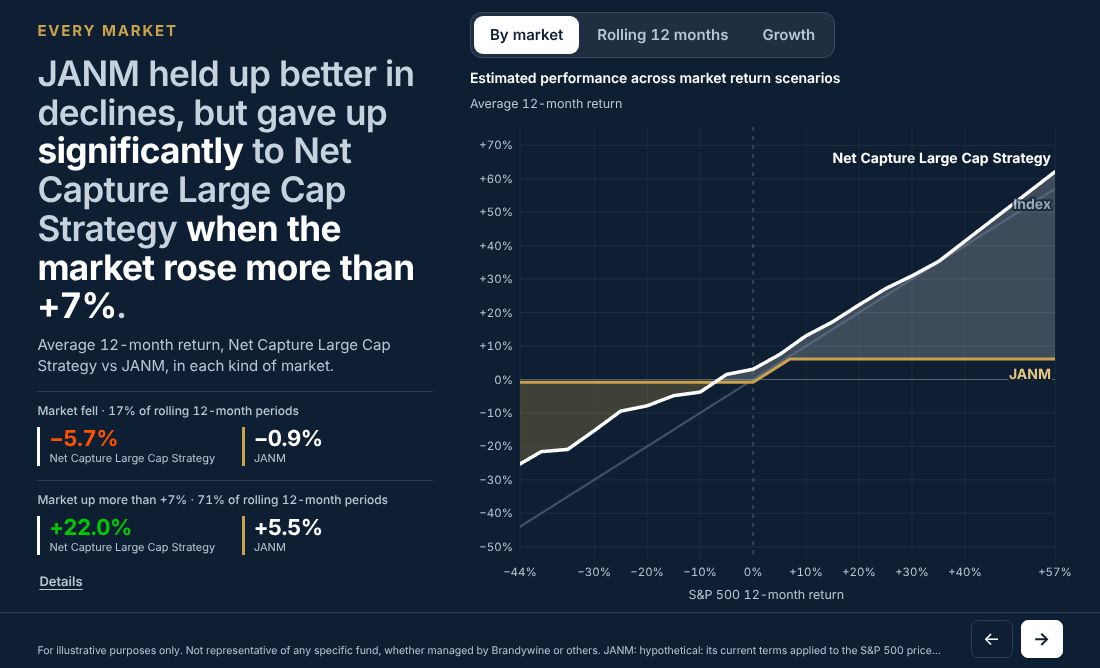 EVERY MARKET
JANM held up better in
declines, but gave up
significantly to Net
Capture Large Cap
Strategy when the
market rose more than
+7%.
Average 12-month return, Net Capture Large Cap
Strategy vs JANM, in each kind of market.
Market fell · 17% of rolling 12-month periods
−5.7%
Net Capture Large Cap Strategy
−0.9%
JANM
Market up more than +7% · 71% of rolling 12-month periods
+22.0%
Net Capture Large Cap Strategy
+5.5%
JANM
Details
By market
Rolling 12 months
Growth
Estimated performance across market return scenarios
Average 12-month return
+70%
+60%
+50%
+40%
+30%
+20%
+10%
0%
−10%
−20%
−30%
−40%
−50%
Net Capture Large Cap Strategy
Index
JANM
−44%
−30%
−20%
−10%
0%
+10%
+20%
+30%
+40%
+57%
S&P 500 12-month return
For illustrative purposes only. Not representative of any specific fund, whether managed by Brandywine or others. JANM: hypothetical: its current terms applied to the S&P 500 price…
←
→